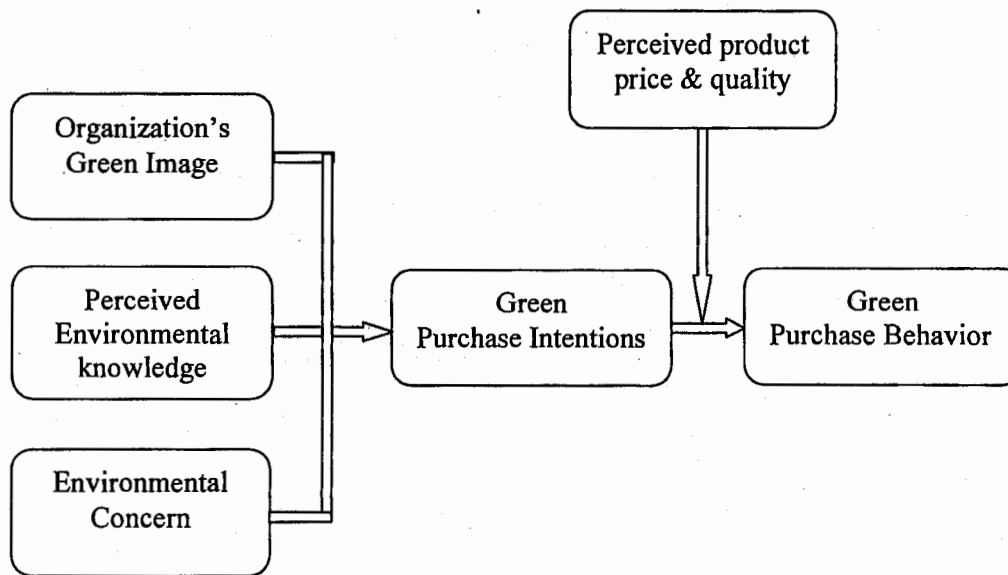 Perceived product
price & quality
Organization's
Green Image
Perceived
Environmental
knowledge
Green
Purchase Intentions
Green
Purchase Behavior
Environmental
Concern